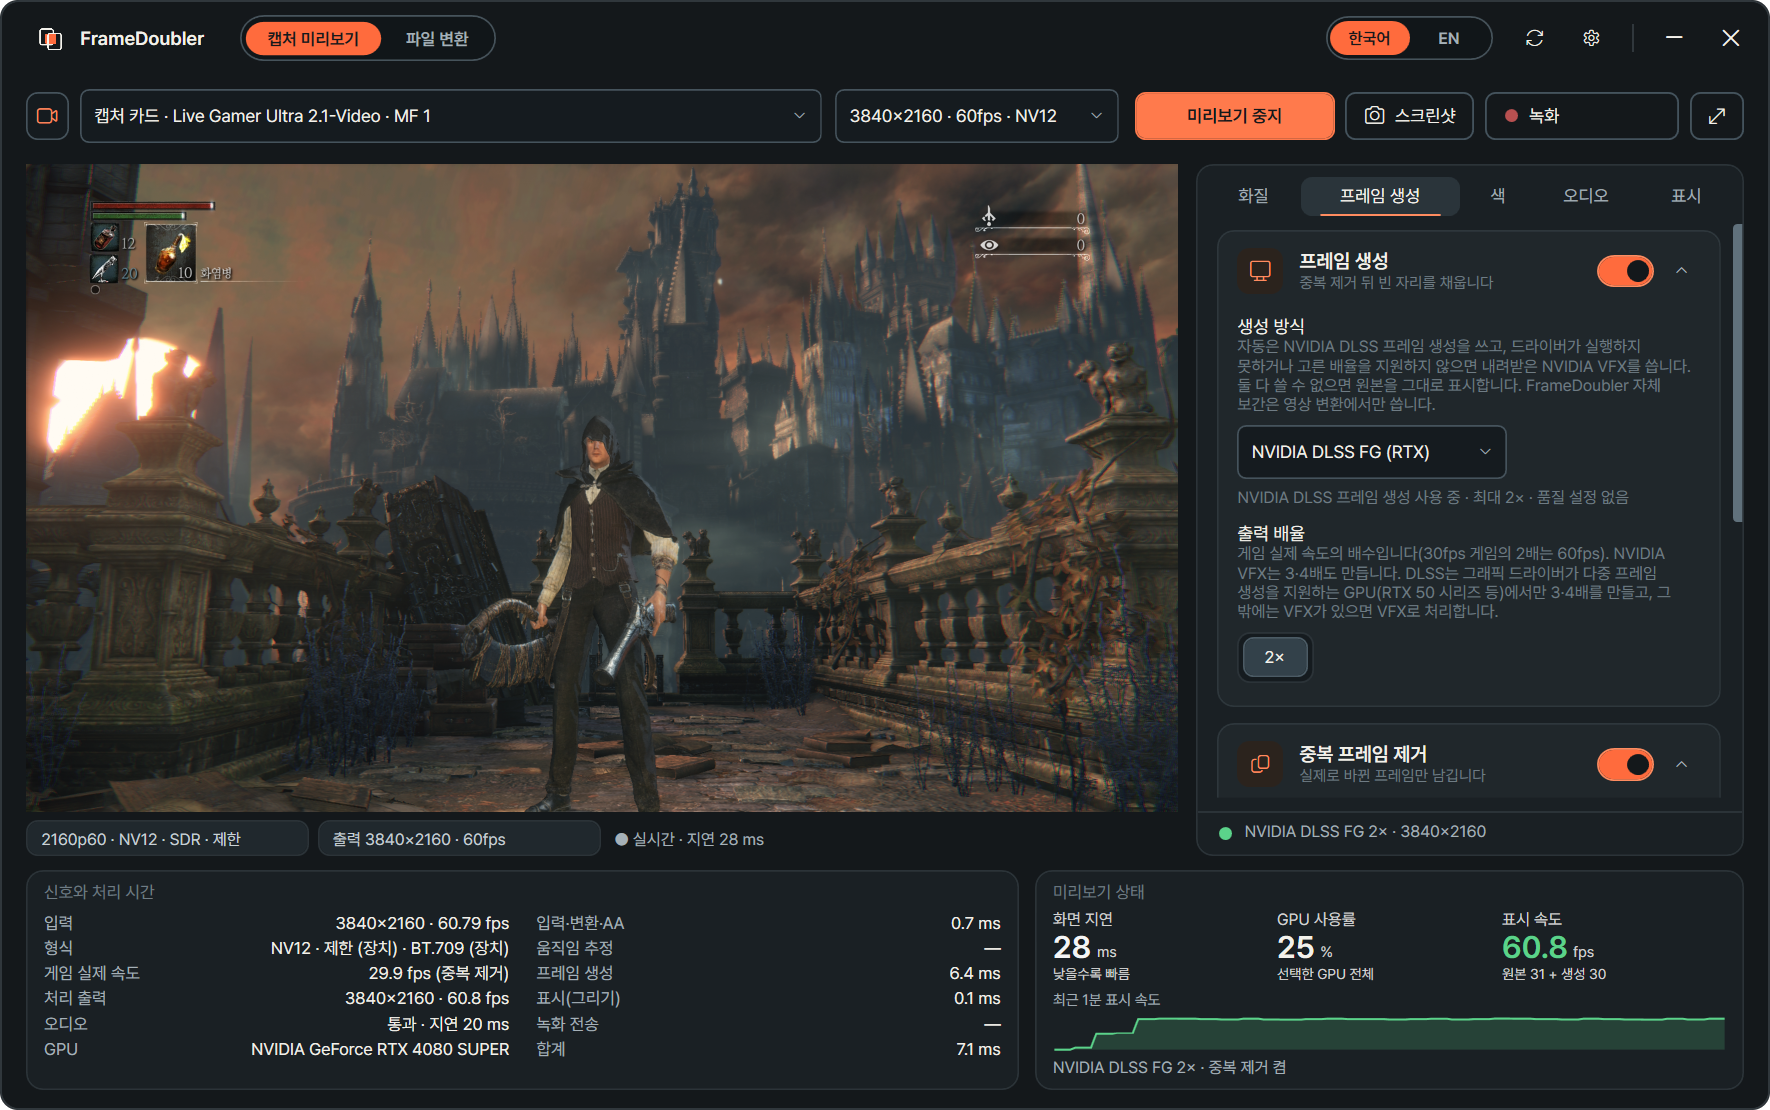 FrameDoubler
캡처 미리보기
파일 변환
한국어
EN
캡처 카드 · Live Gamer Ultra 2.1-Video · MF 1
3840×2160 · 60fps · NV12
미리보기 중지
스크린샷
녹화
12
20
10
화염병
0
0
화질
프레임 생성
색
오디오
표시
프레임 생성
중복 제거 뒤 빈 자리를 채웁니다
생성 방식
자동은 NVIDIA DLSS 프레임 생성을 쓰고, 드라이버가 실행하지
못하거나 고른 배율을 지원하지 않으면 내려받은 NVIDIA VFX를 씁니다.
둘 다 쓸 수 없으면 원본을 그대로 표시합니다. FrameDoubler 자체
보간은 영상 변환에서만 씁니다.
NVIDIA DLSS FG (RTX)
NVIDIA DLSS 프레임 생성 사용 중 · 최대 2× · 품질 설정 없음
출력 배율
게임 실제 속도의 배수입니다(30fps 게임의 2배는 60fps). NVIDIA
VFX는 3·4배도 만듭니다. DLSS는 그래픽 드라이버가 다중 프레임
생성을 지원하는 GPU(RTX 50 시리즈 등)에서만 3·4배를 만들고, 그
밖에는 VFX가 있으면 VFX로 처리합니다.
2×
중복 프레임 제거
실제로 바뀐 프레임만 남깁니다
NVIDIA DLSS FG 2× · 3840×2160
2160p60 · NV12 · SDR · 제한
출력 3840×2160 · 60fps
실시간 · 지연 28 ms
신호와 처리 시간
입력 3840×2160 · 60.79 fps 입력·변환·AA 0.7 ms
형식 NV12 · 제한 (장치) · BT.709 (장치) 움직임 추정 —
게임 실제 속도 29.9 fps (중복 제거) 프레임 생성 6.4 ms
처리 출력 3840×2160 · 60.8 fps 표시(그리기) 0.1 ms
오디오 통과 · 지연 20 ms 녹화 전송 —
GPU NVIDIA GeForce RTX 4080 SUPER 합계 7.1 ms
미리보기 상태
화면 지연 GPU 사용률 표시 속도
28 ms 25 % 60.8 fps
낮을수록 빠름 선택한 GPU 전체 원본 31 + 생성 30
최근 1분 표시 속도
NVIDIA DLSS FG 2× · 중복 제거 켬